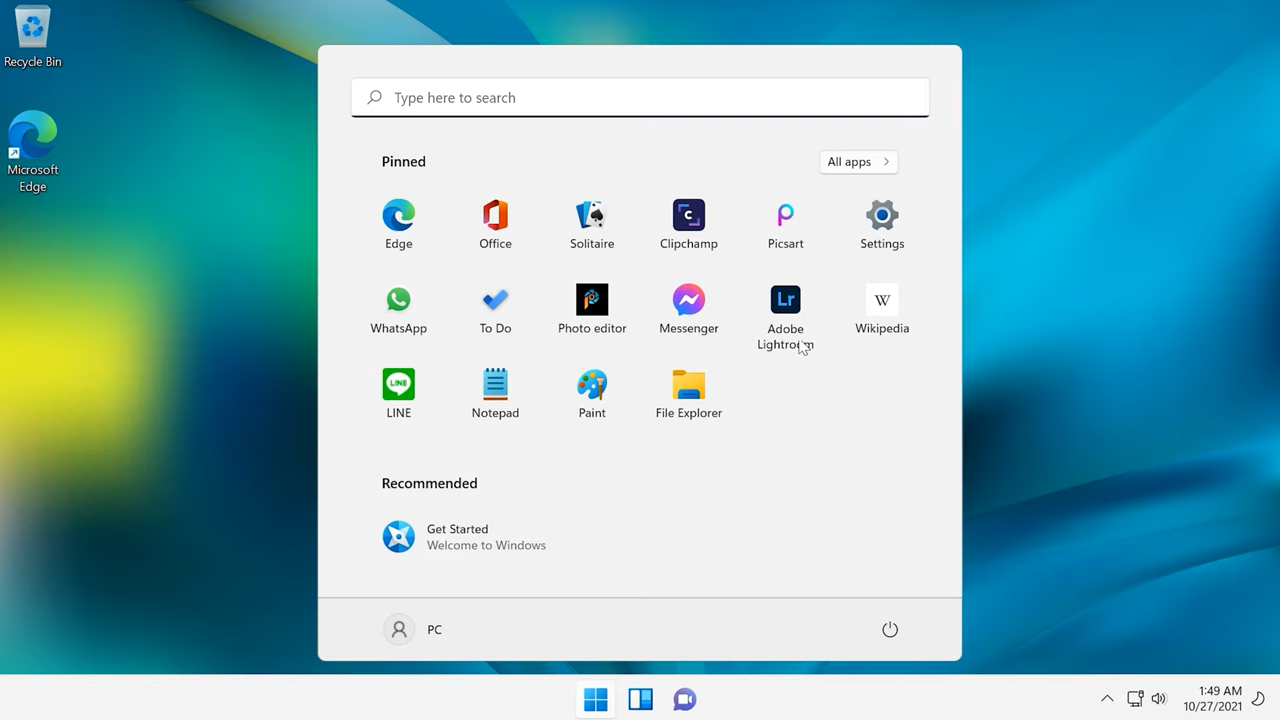 Recycle Bin
Microsoft
Edge
Type here to search
Pinned
All apps
Edge
Office
Solitaire
Clipchamp
Picsart
Settings
WhatsApp
To Do
Photo editor
Messenger
Lr
Adobe
Lightroom
W
Wikipedia
LINE
LINE
Notepad
Paint
File Explorer
Recommended
Get Started
Welcome to Windows
PC
1:49 AM
10/27/2021